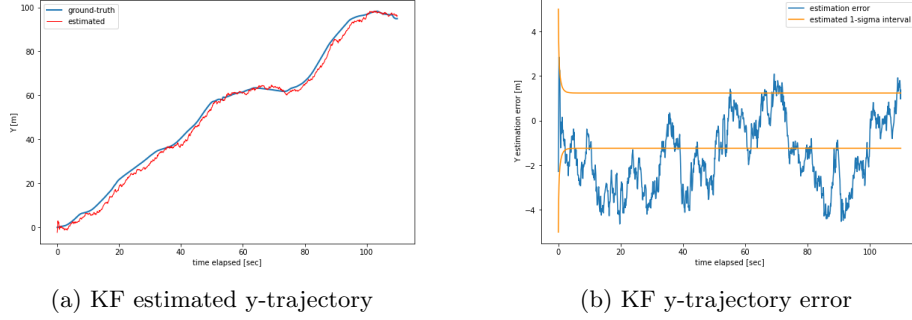 ground-truth
estimated
100
80
60
40
20
0
Y [m]
0 20 40 60 80 100
time elapsed [sec]
(a) KF estimated y-trajectory
estimation error
estimated 1-sigma interval
4
2
0
−2
−4
Y estimation error [m]
0 20 40 60 80 100
time elapsed [sec]
(b) KF y-trajectory error